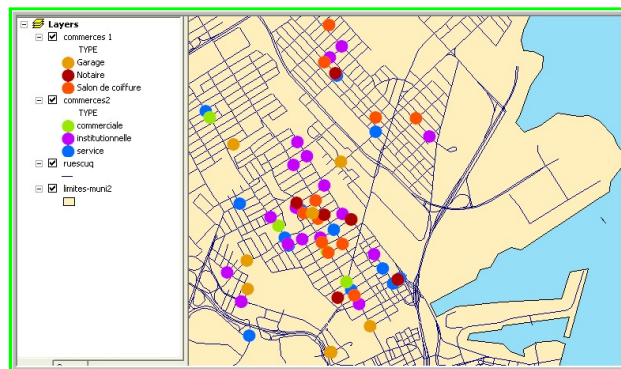 Layers
commerces 1
TYPE
Garage
Notaire
Salon de coiffure
commerces2
TYPE
commerciale
institutionnelle
service
ruescuq
limites-muni2